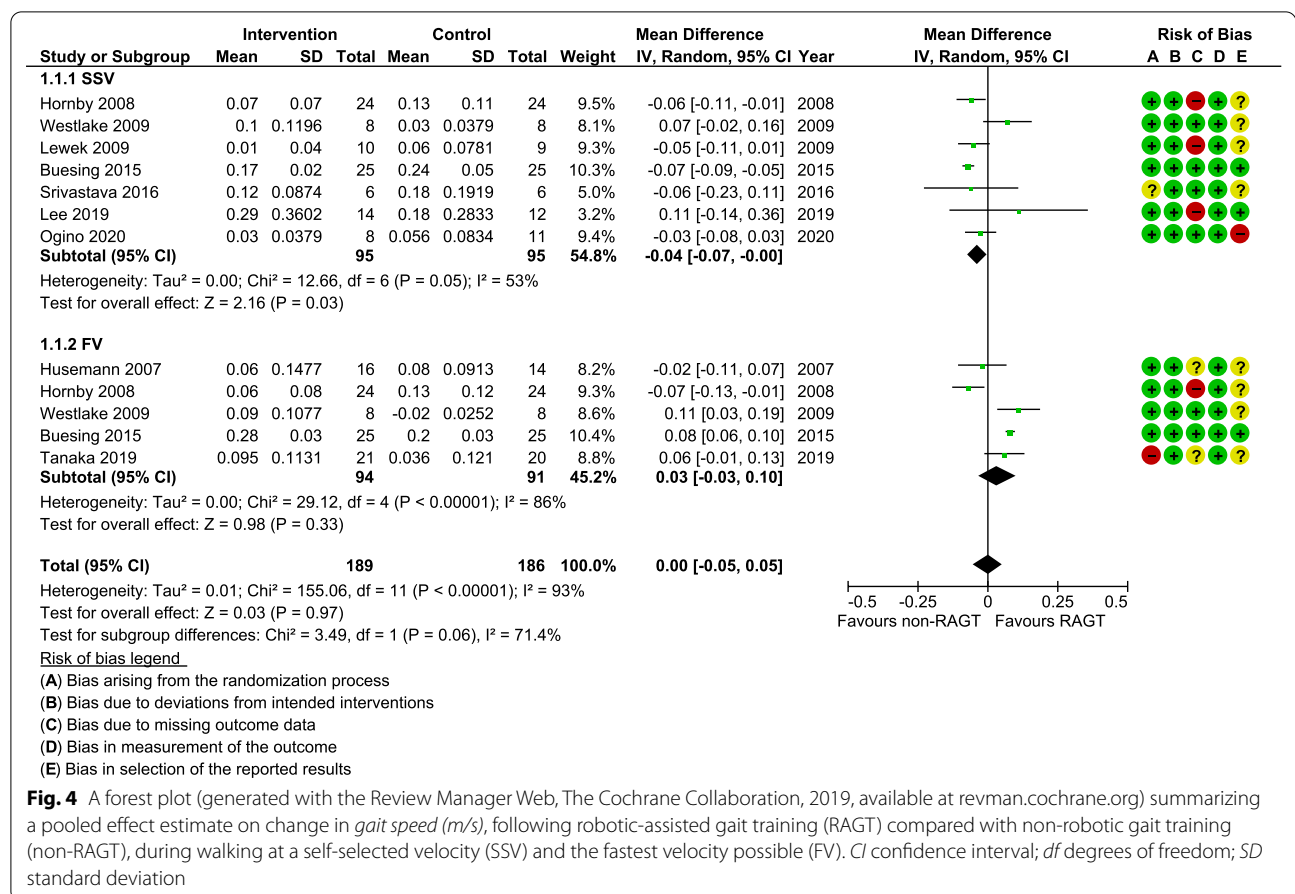 Intervention Control Mean Difference Mean Difference Risk of Bias
Study or Subgroup Mean SD Total Mean SD Total Weight IV, Random, 95% CI Year IV, Random, 95% CI A B C D E
1.1.1 SSV
Hornby 2008 0.07 0.07 24 0.13 0.11 24 9.5% -0.06 [-0.11, -0.01] 2008 + + − + ?
Westlake 2009 0.1 0.1196 8 0.03 0.0379 8 8.1% 0.07 [-0.02, 0.16] 2009 + + + + ?
Lewek 2009 0.01 0.04 10 0.06 0.0781 9 9.3% -0.05 [-0.11, 0.01] 2009 + + − + ?
Buesing 2015 0.17 0.02 25 0.24 0.05 25 10.3% -0.07 [-0.09, -0.05] 2015 + + + + +
Srivastava 2016 0.12 0.0874 6 0.18 0.1919 6 5.0% -0.06 [-0.23, 0.11] 2016 ? + + + ?
Lee 2019 0.29 0.3602 14 0.18 0.2833 12 3.2% 0.11 [-0.14, 0.36] 2019 + + − + +
Ogino 2020 0.03 0.0379 8 0.056 0.0834 11 9.4% -0.03 [-0.08, 0.03] 2020 + + + + −
Subtotal (95% CI) 95 95 54.8% -0.04 [-0.07, -0.00]
Heterogeneity: Tau² = 0.00; Chi² = 12.66, df = 6 (P = 0.05); I² = 53%
Test for overall effect: Z = 2.16 (P = 0.03)
1.1.2 FV
Husemann 2007 0.06 0.1477 16 0.08 0.0913 14 8.2% -0.02 [-0.11, 0.07] 2007 + + ? + ?
Hornby 2008 0.06 0.08 24 0.13 0.12 24 9.3% -0.07 [-0.13, -0.01] 2008 + + − + ?
Westlake 2009 0.09 0.1077 8 -0.02 0.0252 8 8.6% 0.11 [0.03, 0.19] 2009 + + + + ?
Buesing 2015 0.28 0.03 25 0.2 0.03 25 10.4% 0.08 [0.06, 0.10] 2015 + + + + +
Tanaka 2019 0.095 0.1131 21 0.036 0.121 20 8.8% 0.06 [-0.01, 0.13] 2019 − + ? + ?
Subtotal (95% CI) 94 91 45.2% 0.03 [-0.03, 0.10]
Heterogeneity: Tau² = 0.00; Chi² = 29.12, df = 4 (P < 0.00001); I² = 86%
Test for overall effect: Z = 0.98 (P = 0.33)
Total (95% CI) 189 186 100.0% 0.00 [-0.05, 0.05]
Heterogeneity: Tau² = 0.01; Chi² = 155.06, df = 11 (P < 0.00001); I² = 93%
Test for overall effect: Z = 0.03 (P = 0.97)
Test for subgroup differences: Chi² = 3.49, df = 1 (P = 0.06), I² = 71.4%
-0.5 -0.25 0 0.25 0.5
Favours non-RAGT Favours RAGT
Risk of bias legend
(A) Bias arising from the randomization process
(B) Bias due to deviations from intended interventions
(C) Bias due to missing outcome data
(D) Bias in measurement of the outcome
(E) Bias in selection of the reported results
Fig. 4 A forest plot (generated with the Review Manager Web, The Cochrane Collaboration, 2019, available at revman.cochrane.org) summarizing
a pooled effect estimate on change in gait speed (m/s), following robotic-assisted gait training (RAGT) compared with non-robotic gait training
(non-RAGT), during walking at a self-selected velocity (SSV) and the fastest velocity possible (FV). CI confidence interval; df degrees of freedom; SD
standard deviation